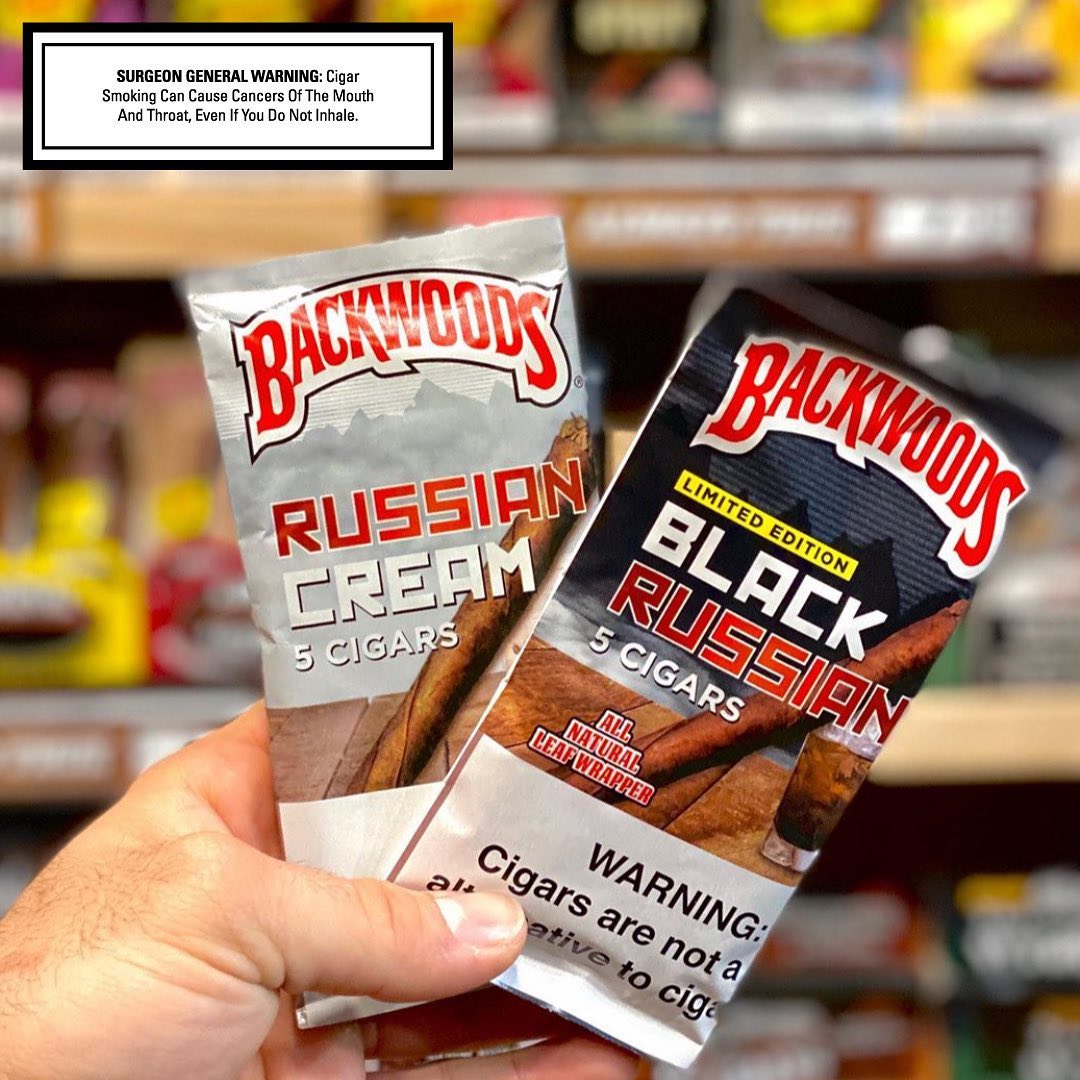 SURGEON GENERAL WARNING: Cigar
Smoking Can Cause Cancers Of The Mouth
And Throat, Even If You Do Not Inhale.
BACKWOODS®
RUSSIAN
CREAM
5 CIGARS
BACKWOODS
LIMITED EDITION
BLACK
RUSSIAN
5 CIGARS
ALL
NATURAL
LEAF WRAPPER
WARNING:
Cigars are not a
to